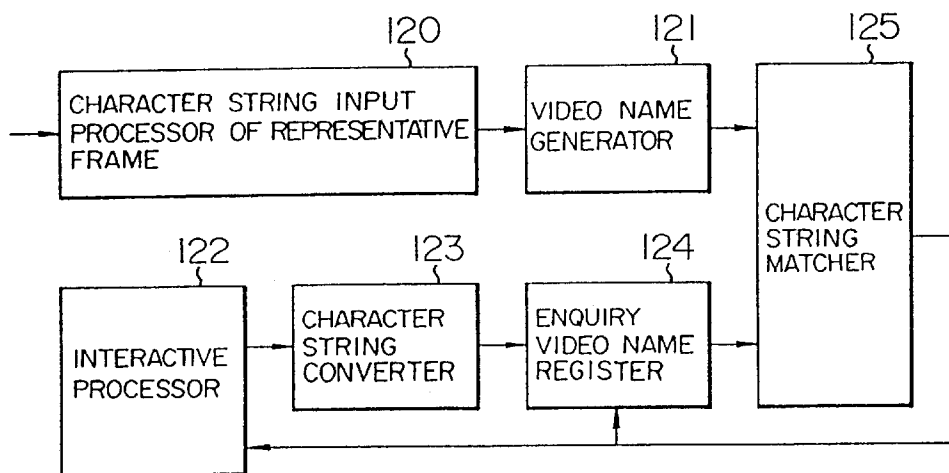 120
CHARACTER STRING INPUT
PROCESSOR OF REPRESENTATIVE
FRAME
121
VIDEO NAME
GENERATOR
125
CHARACTER
STRING
MATCHER
122
INTERACTIVE
PROCESSOR
123
CHARACTER
STRING
CONVERTER
124
ENQUIRY
VIDEO NAME
REGISTER